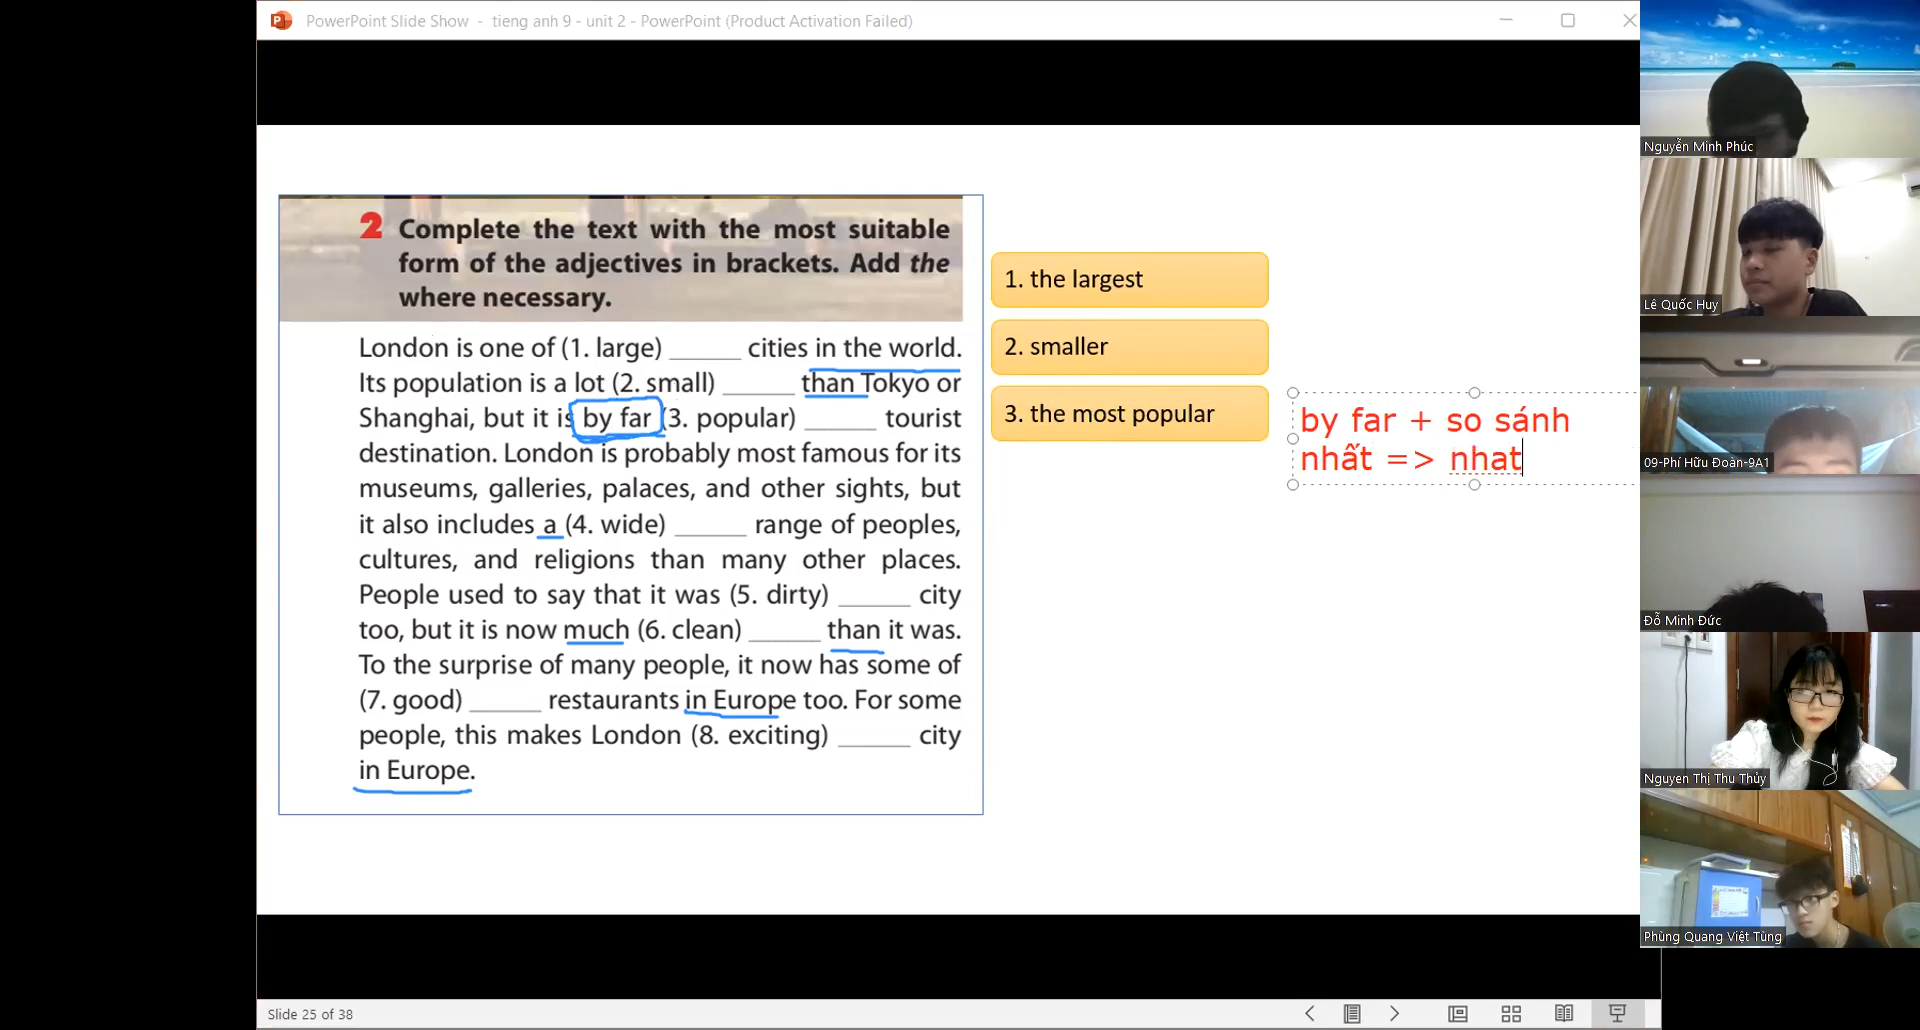 PowerPoint Slide Show - tieng anh 9 - unit 2 - PowerPoint (Product Activation Failed)
2 Complete the text with the most suitable
form of the adjectives in brackets. Add the
where necessary.
London is one of (1. large) _____ cities in the world.
Its population is a lot (2. small) _____ than Tokyo or
Shanghai, but it is by far (3. popular) _____ tourist
destination. London is probably most famous for its
museums, galleries, palaces, and other sights, but
it also includes a (4. wide) _____ range of peoples,
cultures, and religions than many other places.
People used to say that it was (5. dirty) _____ city
too, but it is now much (6. clean) _____ than it was.
To the surprise of many people, it now has some of
(7. good) _____ restaurants in Europe too. For some
people, this makes London (8. exciting) _____ city
in Europe.
1. the largest
2. smaller
3. the most popular
by far + so sánh
nhất => nhat
Nguyễn Minh Phúc
Lê Quốc Huy
09-Phí Hữu Đoàn-9A1
Đỗ Minh Đức
Nguyen Thị Thu Thủy
Phùng Quang Việt Tùng
Slide 25 of 38